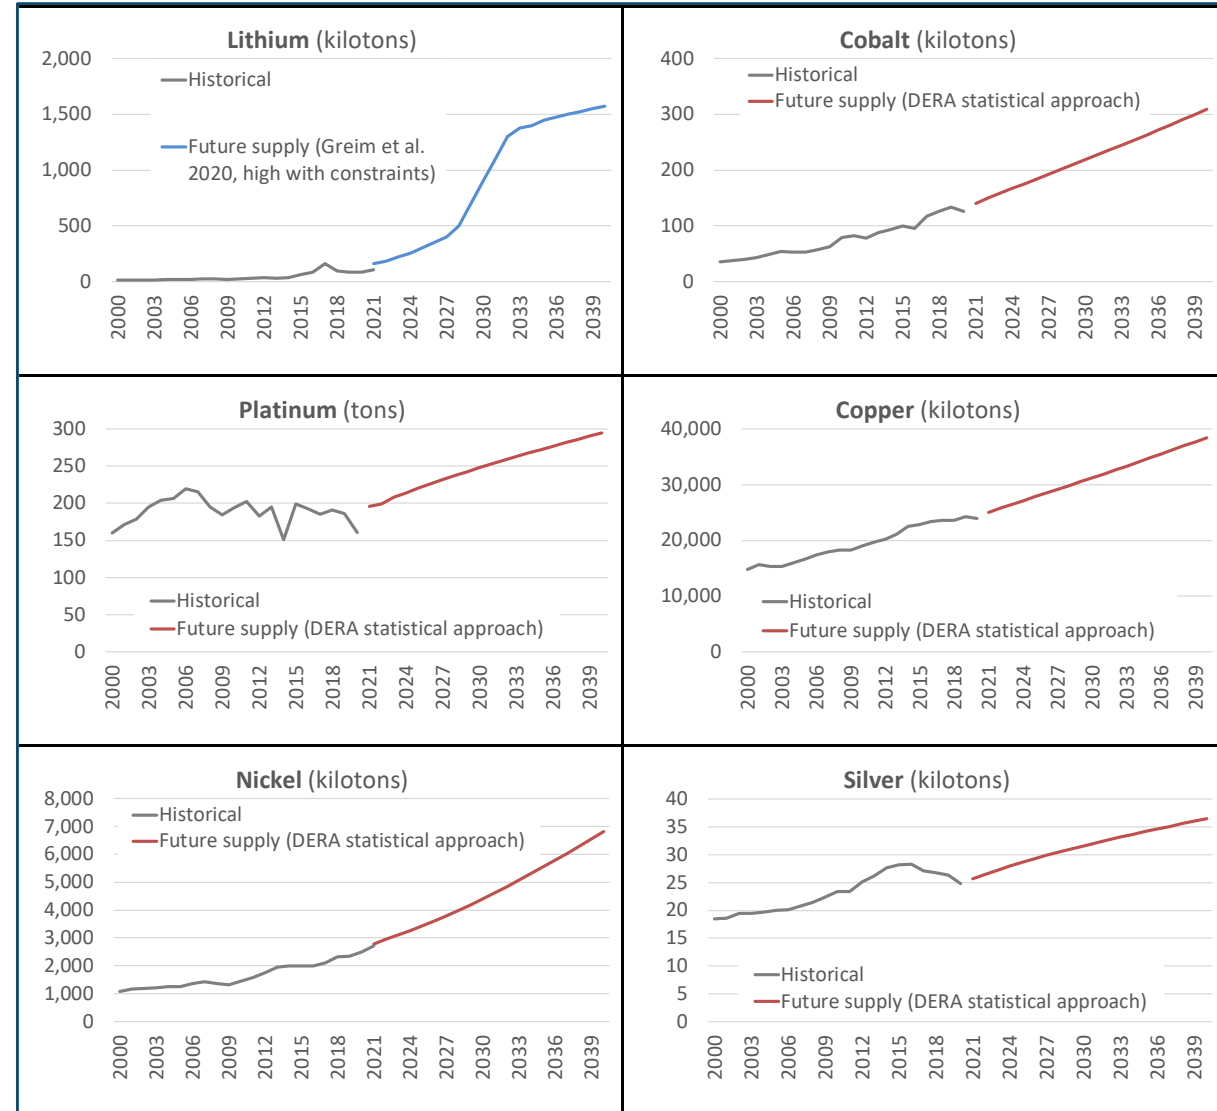 Lithium (kilotons)
2,000
1,500
1,000
500
0
Historical
Future supply (Greim et al.
2020, high with constraints)
2000 2003 2006 2009 2012 2015 2018 2021 2024 2027 2030 2033 2036 2039
Cobalt (kilotons)
400
300
200
100
0
Historical
Future supply (DERA statistical approach)
2000 2003 2006 2009 2012 2015 2018 2021 2024 2027 2030 2033 2036 2039
Platinum (tons)
300
250
200
150
100
50
0
Historical
Future supply (DERA statistical approach)
2000 2003 2006 2009 2012 2015 2018 2021 2024 2027 2030 2033 2036 2039
Copper (kilotons)
40,000
30,000
20,000
10,000
0
Historical
Future supply (DERA statistical approach)
2000 2003 2006 2009 2012 2015 2018 2021 2024 2027 2030 2033 2036 2039
Nickel (kilotons)
8,000
7,000
6,000
5,000
4,000
3,000
2,000
1,000
0
Historical
Future supply (DERA statistical approach)
2000 2003 2006 2009 2012 2015 2018 2021 2024 2027 2030 2033 2036 2039
Silver (kilotons)
40
35
30
25
20
15
10
5
0
Historical
Future supply (DERA statistical approach)
2000 2003 2006 2009 2012 2015 2018 2021 2024 2027 2030 2033 2036 2039